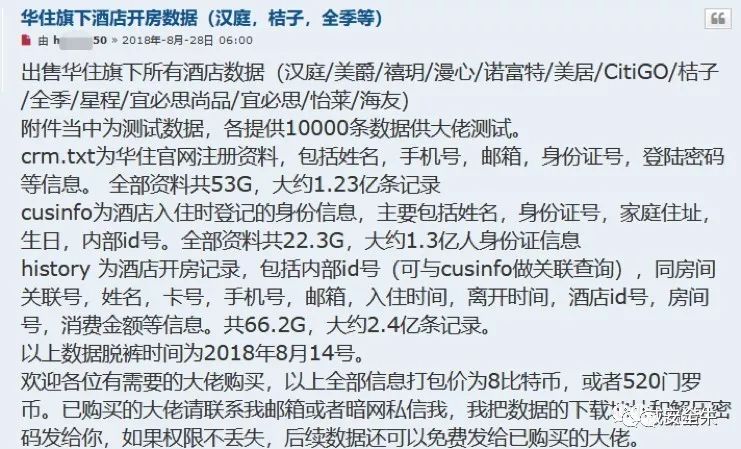 华住旗下酒店开房数据（汉庭，桔子，全季等）
由 h 50 » 2018-8月-28日 06:00
出售华住旗下所有酒店数据（汉庭/美爵/禧玥/漫心/诺富特/美居/CitiGO/桔子
/全季/星程/宜必思尚品/宜必思/怡莱/海友）
附件当中为测试数据，各提供10000条数据供大佬测试。
crm.txt为华住官网注册资料，包括姓名，手机号，邮箱，身份证号，登陆密码
等信息。 全部资料共53G，大约1.23亿条记录
cusinfo为酒店入住时登记的身份信息，主要包括姓名，身份证号，家庭住址，
生日，内部id号。全部资料共22.3G，大约1.3亿人身份证信息
history 为酒店开房记录，包括内部id号（可与cusinfo做关联查询），同房间
关联号，姓名，卡号，手机号，邮箱，入住时间，离开时间，酒店id号，房间
号，消费金额等信息。共66.2G，大约2.4亿条记录。
以上数据脱裤时间为2018年8月14号。
欢迎各位有需要的大佬购买，以上全部信息打包价为8比特币，或者520门罗
币。已购买的大佬请联系我邮箱或者暗网私信我，我把数据的下载地址和解压密
码发给你，如果权限不丢失，后续数据还可以免费发给已购买的大佬。